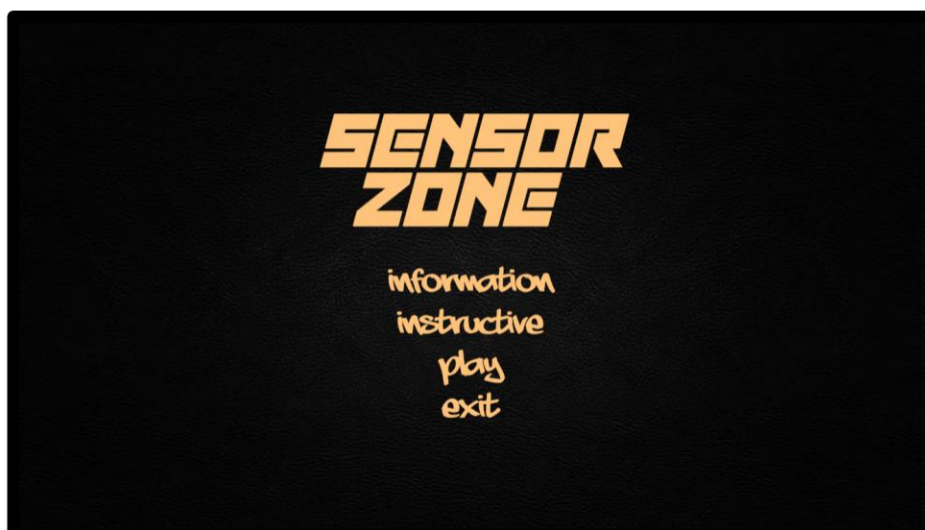 SENSOR
ZONE
information
instructive
play
exit